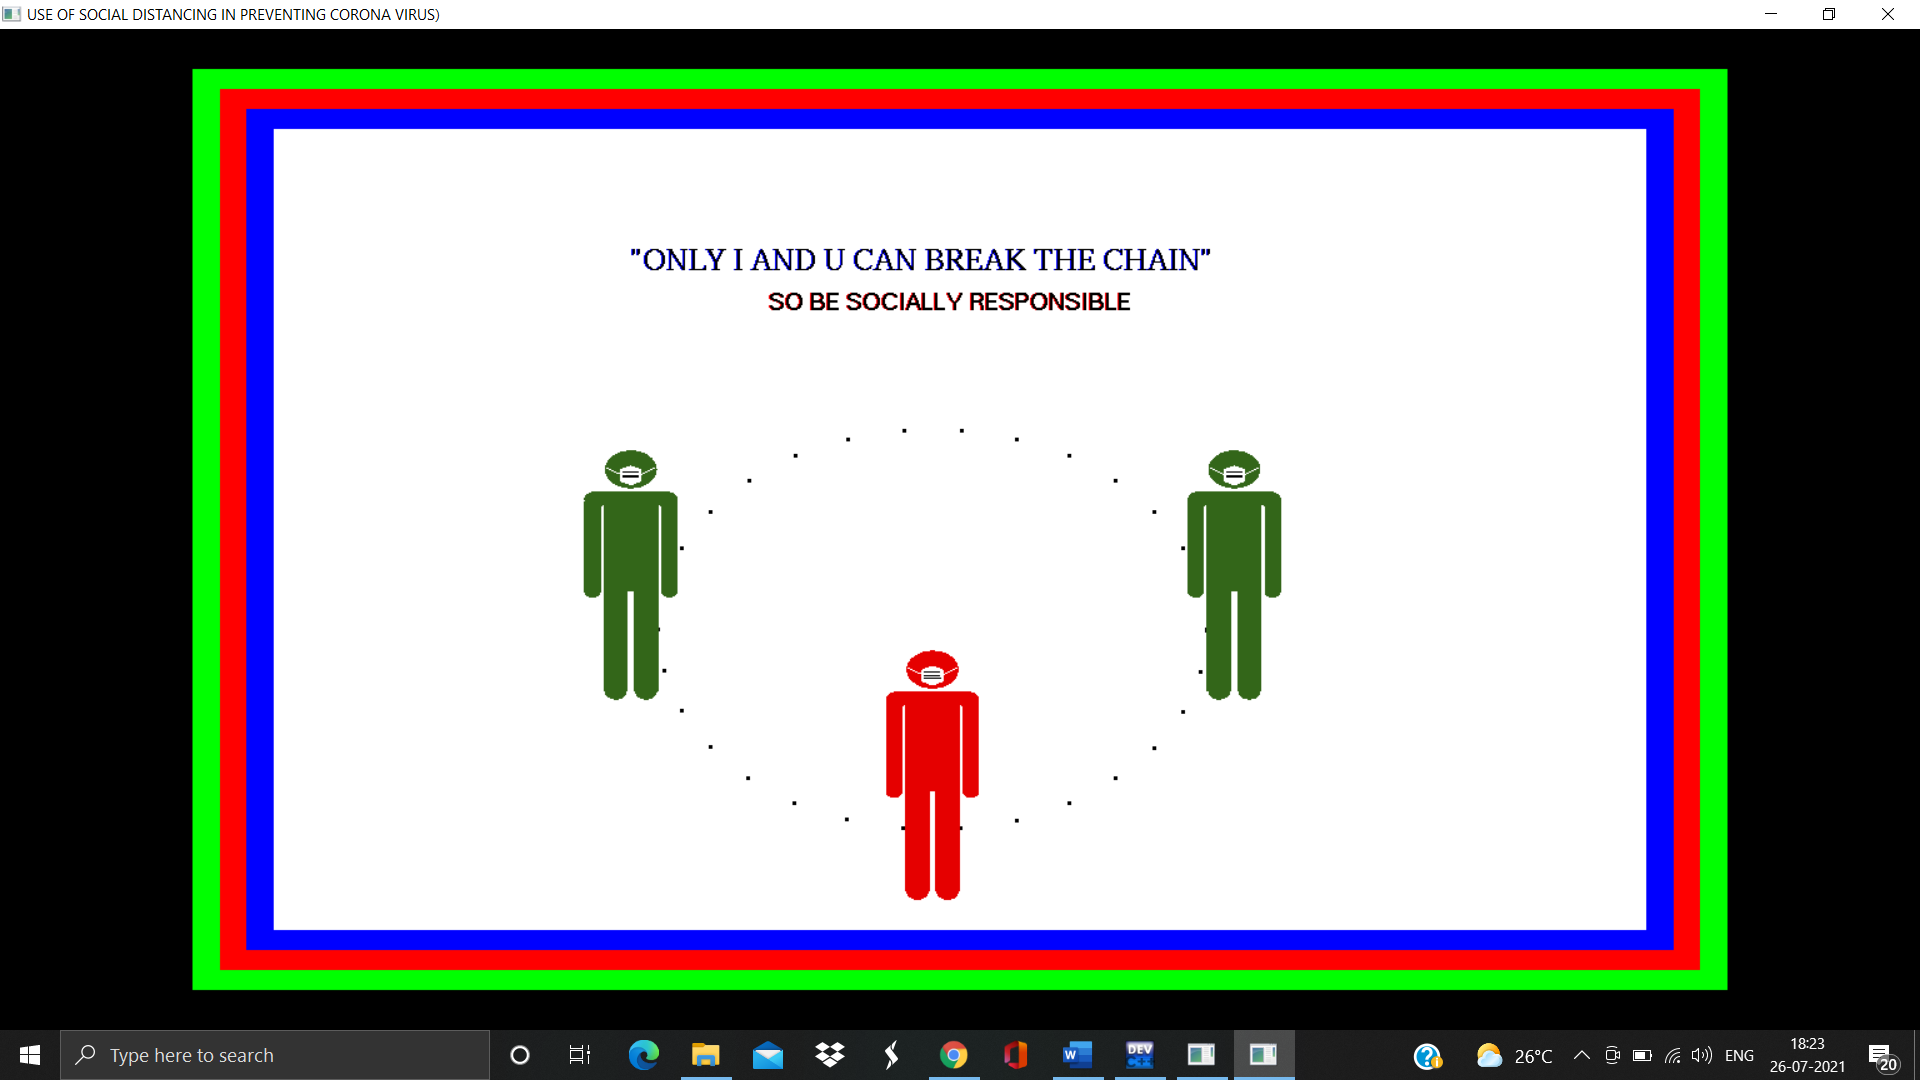 USE OF SOCIAL DISTANCING IN PREVENTING CORONA VIRUS)
"ONLY I AND U CAN BREAK THE CHAIN"
SO BE SOCIALLY RESPONSIBLE
Type here to search
W
DEV
C++
26°C
ENG
18:23
26-07-2021
20